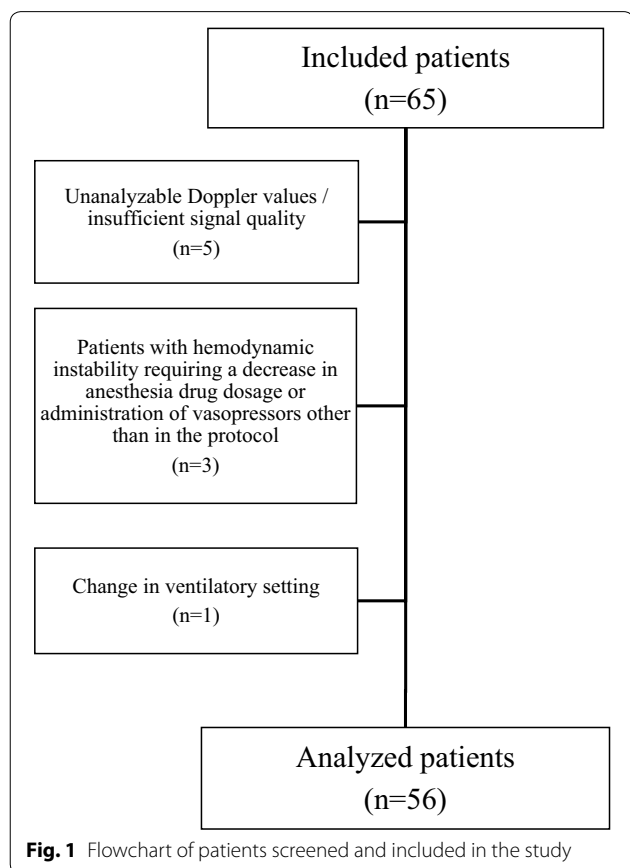 Included patients
(n=65)
Unanalyzable Doppler values /
insufficient signal quality
(n=5)
Patients with hemodynamic
instability requiring a decrease in
anesthesia drug dosage or
administration of vasopressors other
than in the protocol
(n=3)
Change in ventilatory setting
(n=1)
Analyzed patients
(n=56)
Fig. 1 Flowchart of patients screened and included in the study